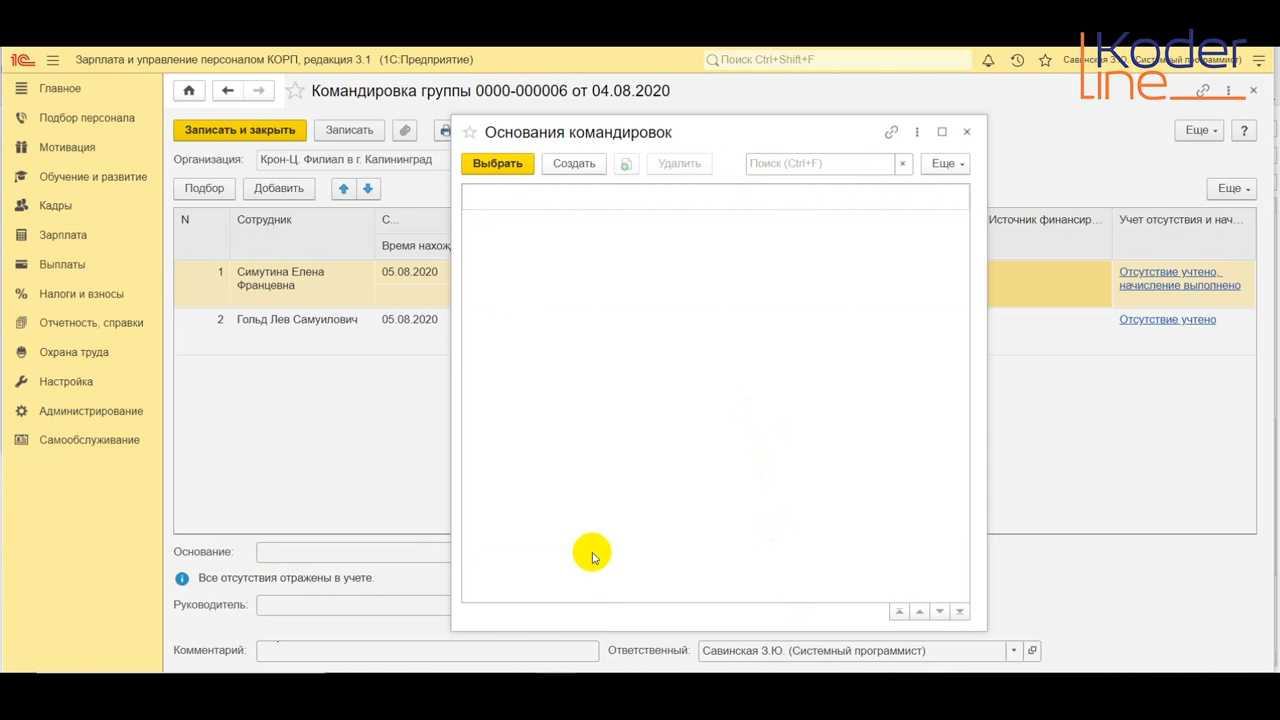 Koder
line
1С Зарплата и управление персоналом КОРП, редакция 3.1 (1С:Предприятие)
Поиск Ctrl+Shift+F
Савинская З.Ю. (Системный программист)
Главное
Подбор персонала
Мотивация
Обучение и развитие
Кадры
Зарплата
Выплаты
Налоги и взносы
Отчетность, справки
Охрана труда
Настройка
Администрирование
Самообслуживание
Командировка группы 0000-000006 от 04.08.2020
Записать и закрыть
Записать
Еще
?
Организация:
Крон-Ц. Филиал в г. Калининград
Подбор
Добавить
Еще
N
Сотрудник
С...
Время нахож
Источник финансир...
Учет отсутствия и нач...
1
Симутина Елена
Францевна
05.08.2020
Отсутствие учтено,
начисление выполнено
2
Гольд Лев Самуилович
05.08.2020
Отсутствие учтено
Основания командировок
Выбрать
Создать
Удалить
Поиск (Ctrl+F)
×
Еще
Основание:
Все отсутствия отражены в учете.
Руководитель:
Комментарий:
Ответственный:
Савинская З.Ю. (Системный программист)